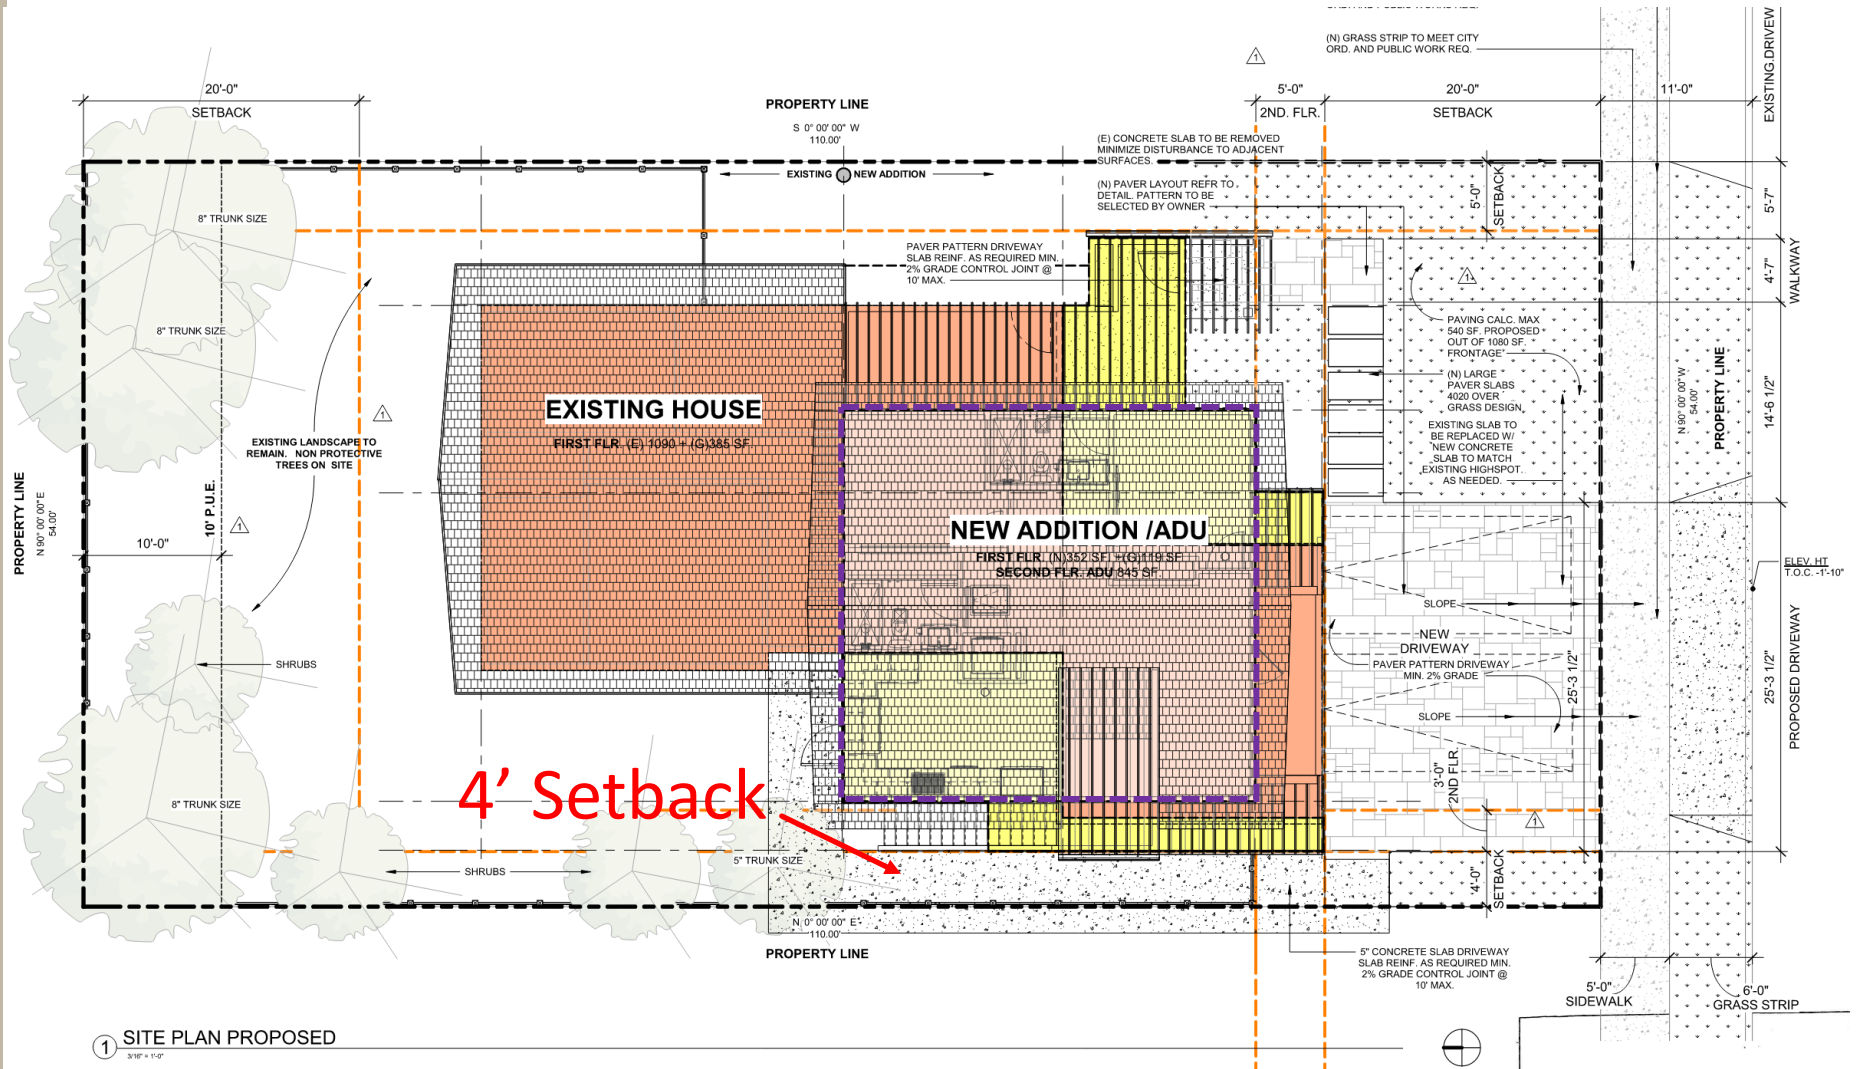 (N) GRASS STRIP TO MEET CITY
ORD. AND PUBLIC WORK REQ.
EXISTING.DRIVEW
20'-0"
SETBACK
5'-0"
2ND. FLR.
20'-0"
SETBACK
11'-0"
PROPERTY LINE
S 0° 00' 00" W
110.00'
(E) CONCRETE SLAB TO BE REMOVED
MINIMIZE DISTURBANCE TO ADJACENT
SURFACES.
EXISTING
NEW ADDITION
(N) PAVER LAYOUT REFR TO
DETAIL. PATTERN TO BE
SELECTED BY OWNER
5'-0"
SETBACK
5'-7"
8" TRUNK SIZE
PAVER PATTERN DRIVEWAY
SLAB REINF. AS REQUIRED MIN.
2% GRADE CONTROL JOINT @
10' MAX.
4'-7"
WALKWAY
1
1
8" TRUNK SIZE
PAVING CALC. MAX
540 SF. PROPOSED
OUT OF 1080 SF.
FRONTAGE
(N) LARGE
PAVER SLABS
4020 OVER
GRASS DESIGN
N 90° 00' 00" W
54.00'
PROPERTY LINE
14'-6 1/2"
1
EXISTING HOUSE
FIRST FLR. (E) 1090 + (G)385 SF.
EXISTING LANDSCAPE TO
REMAIN. NON PROTECTIVE
TREES ON SITE
EXISTING SLAB TO
BE REPLACED W/
NEW CONCRETE
SLAB TO MATCH
EXISTING HIGHSPOT.
AS NEEDED.
PROPERTY LINE
N 90° 00' 00" E
54.00'
10' P.U.E.
1
10'-0"
NEW ADDITION /ADU
FIRST FLR. (N)352 SF. +(G)119 SF
SECOND FLR. ADU 845 SF.
ELEV. HT
T.O.C. -1'-10"
SLOPE
NEW
DRIVEWAY
PAVER PATTERN DRIVEWAY
MIN. 2% GRADE
SHRUBS
25'-3 1/2"
25'-3 1/2"
PROPOSED DRIVEWAY
SLOPE
4' Setback
3'-0"
2ND FLR.
8" TRUNK SIZE
1
5" TRUNK SIZE
SHRUBS
4'-0"
SETBACK
N 0° 00' 00" E
110.00'
PROPERTY LINE
5" CONCRETE SLAB DRIVEWAY
SLAB REINF. AS REQUIRED MIN.
2% GRADE CONTROL JOINT @
10' MAX.
5'-0"
SIDEWALK
6'-0"
GRASS STRIP
1 SITE PLAN PROPOSED
3/16" = 1'-0"